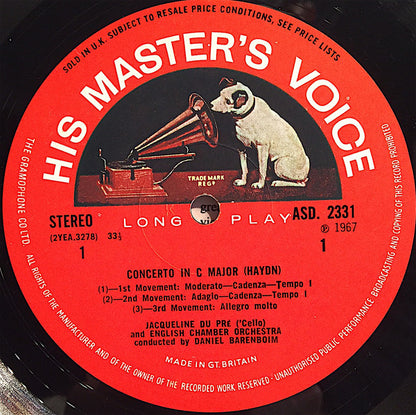 SOLD IN U.K. SUBJECT TO RESALE PRICE CONDITIONS, SEE PRICE LISTS
HIS MASTER'S VOICE
TRADE MARK
REGD
STEREO
(2YEA.3278) 33⅓
1
LONG PLAY
ASD. 2331
℗ 1967
1
CONCERTO IN C MAJOR (HAYDN)
(1)—1st Movement: Moderato—Cadenza—Tempo 1
(2)—2nd Movement: Adagio—Cadenza—Tempo 1
(3)—3rd Movement: Allegro molto
JACQUELINE DU PRÉ ('Cello)
and ENGLISH CHAMBER ORCHESTRA
conducted by DANIEL BARENBOIM
MADE IN GT. BRITAIN
THE GRAMOPHONE CO. LTD. ALL RIGHTS OF THE MANUFACTURER AND OF THE OWNER OF THE RECORDED WORK RESERVED - UNAUTHORISED PUBLIC PERFORMANCE BROADCASTING AND COPYING OF THIS RECORD PROHIBITED